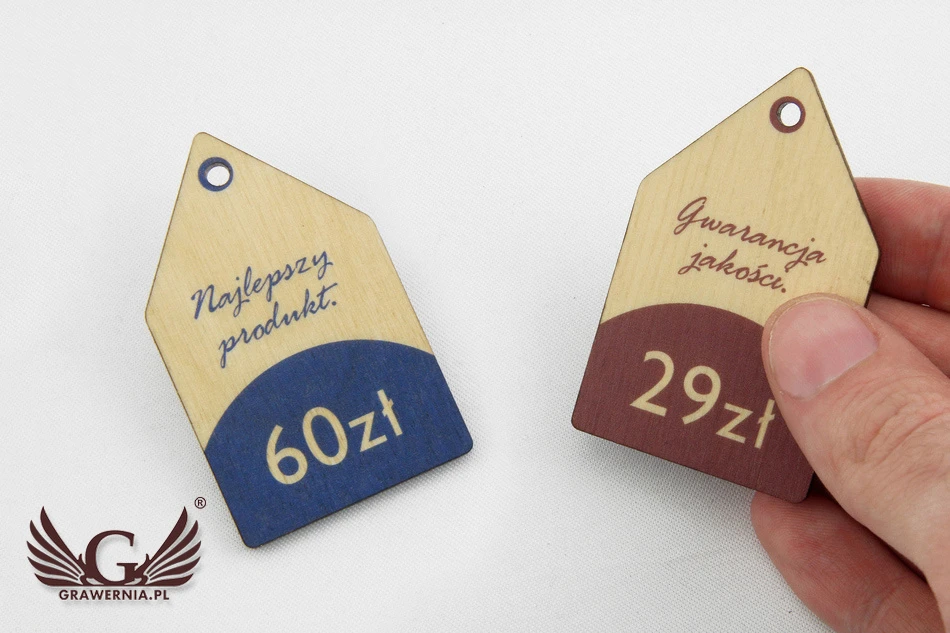 Najlepszy
produkt.
60zł
Gwarancja
jakości.
29zł
G
®
GRAWERNIA.PL